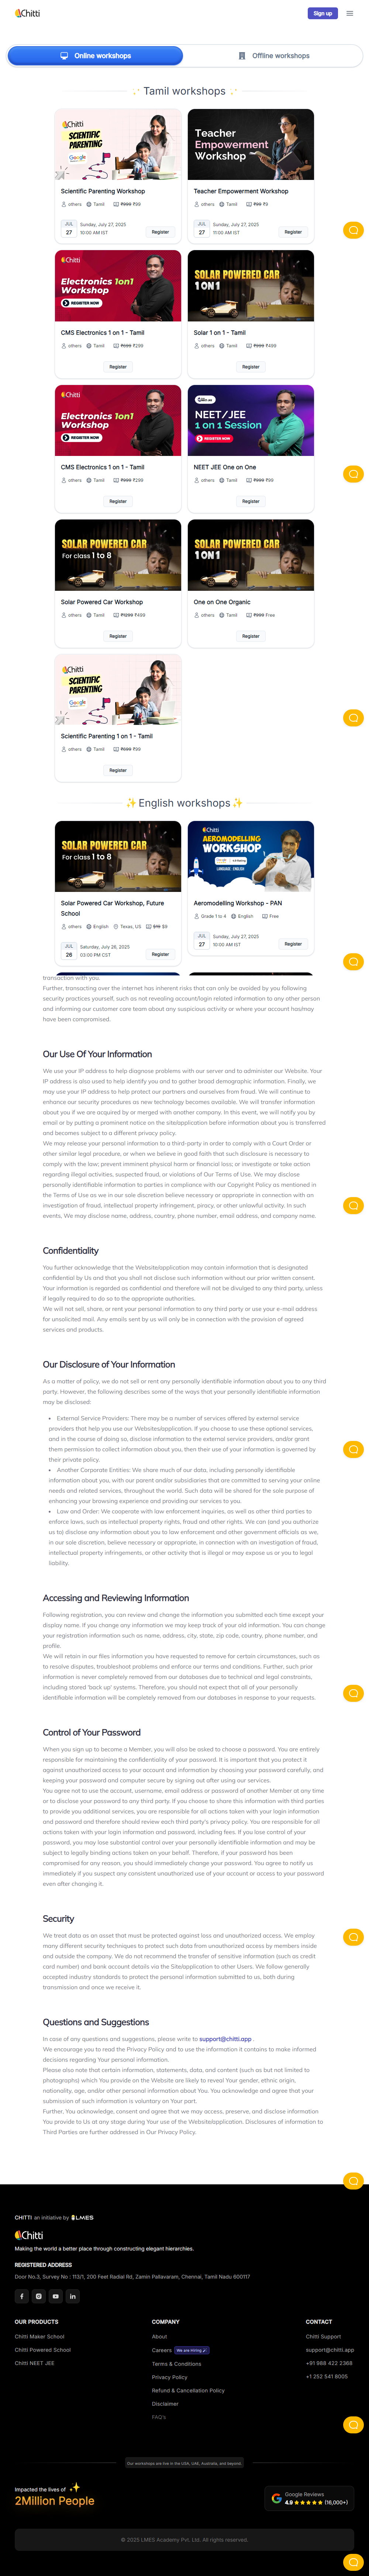 Chitti
Sign up
Online workshops
Offline workshops
✨ Tamil workshops ✨
Chitti
SCIENTIFIC
PARENTING
Google
Scientific Parenting Workshop
others Tamil ₹999 ₹99
JUL
27
Sunday, July 27, 2025
10:00 AM IST
Register
Teacher
Empowerment
Workshop
Teacher Empowerment Workshop
others Tamil ₹99 ₹9
JUL
27
Sunday, July 27, 2025
11:00 AM IST
Register
Chitti
Electronics 1on1
Workshop
REGISTER NOW
CMS Electronics 1 on 1 - Tamil
others Tamil ₹999 ₹299
Register
SOLAR POWERED CAR
1 ON 1
Solar 1 on 1 - Tamil
others Tamil ₹999 ₹499
Register
Chitti
Electronics 1on1
Workshop
REGISTER NOW
CMS Electronics 1 on 1 - Tamil
others Tamil ₹999 ₹299
Register
NEET/JEE
1 on 1 Session
REGISTER NOW
NEET JEE One on One
others Tamil ₹999 ₹99
Register
SOLAR POWERED CAR
For class 1 to 8
Solar Powered Car Workshop
others Tamil ₹1299 ₹499
Register
SOLAR POWERED CAR
1 ON 1
One on One Organic
others Tamil ₹999 Free
Register
Chitti
SCIENTIFIC
PARENTING
Google
Scientific Parenting 1 on 1 - Tamil
others Tamil ₹699 ₹99
Register
✨English workshops✨
SOLAR POWERED CAR
For class 1 to 8
Solar Powered Car Workshop, Future
School
others English Texas, US $19 $9
JUL
26
Saturday, July 26, 2025
03:00 PM CST
Register
Chitti
AEROMODELLING
WORKSHOP
LANGUAGE: ENGLISH
Aeromodelling Workshop - PAN
Grade 1 to 4 English Free
JUL
27
Sunday, July 27, 2025
10:00 AM IST
Register
transaction with you.
Further, transacting over the internet has inherent risks that can only be avoided by you following
security practices yourself, such as not revealing account/login related information to any other person
and informing our customer care team about any suspicious activity or where your account has/may
have been compromised.
Our Use Of Your Information
We use your IP address to help diagnose problems with our server and to administer our Website. Your
IP address is also used to help identify you and to gather broad demographic information. Finally, we
may use your IP address to help protect our partners and ourselves from fraud. We will continue to
enhance our security procedures as new technology becomes available. We will transfer information
about you if we are acquired by or merged with another company. In this event, we will notify you by
email or by putting a prominent notice on the site/application before information about you is transferred
and becomes subject to a different privacy policy.
We may release your personal information to a third-party in order to comply with a Court Order or
other similar legal procedure, or when we believe in good faith that such disclosure is necessary to
comply with the law; prevent imminent physical harm or financial loss; or investigate or take action
regarding illegal activities, suspected fraud, or violations of Our Terms of Use. We may disclose
personally identifiable information to parties in compliance with our Copyright Policy as mentioned in
the Terms of Use as we in our sole discretion believe necessary or appropriate in connection with an
investigation of fraud, intellectual property infringement, piracy, or other unlawful activity. In such
events, We may disclose name, address, country, phone number, email address, and company name.
Confidentiality
You further acknowledge that the Website/application may contain information that is designated
confidential by Us and that you shall not disclose such information without our prior written consent.
Your information is regarded as confidential and therefore will not be divulged to any third party, unless
if legally required to do so to the appropriate authorities.
We will not sell, share, or rent your personal information to any third party or use your e-mail address
for unsolicited mail. Any emails sent by us will only be in connection with the provision of agreed
services and products.
Our Disclosure of Your Information
As a matter of policy, we do not sell or rent any personally identifiable information about you to any third
party. However, the following describes some of the ways that your personally identifiable information
may be disclosed:
• External Service Providers: There may be a number of services offered by external service
providers that help you use our Websites/application. If you choose to use these optional services,
and in the course of doing so, disclose information to the external service providers, and/or grant
them permission to collect information about you, then their use of your information is governed by
their private policy.
• Another Corporate Entities: We share much of our data, including personally identifiable
information about you, with our parent and/or subsidiaries that are committed to serving your online
needs and related services, throughout the world. Such data will be shared for the sole purpose of
enhancing your browsing experience and providing our services to you.
• Law and Order: We cooperate with law enforcement inquiries, as well as other third parties to
enforce laws, such as intellectual property rights, fraud and other rights. We can (and you authorize
us to) disclose any information about you to law enforcement and other government officials as we,
in our sole discretion, believe necessary or appropriate, in connection with an investigation of fraud,
intellectual property infringements, or other activity that is illegal or may expose us or you to legal
liability.
Accessing and Reviewing Information
Following registration, you can review and change the information you submitted each time except your
display name. If you change any information we may keep track of your old information. You can change
your registration information such as name, address, city, state, zip code, country, phone number, and
profile.
We will retain in our files information you have requested to remove for certain circumstances, such as
to resolve disputes, troubleshoot problems and enforce our terms and conditions. Further, such prior
information is never completely removed from our databases due to technical and legal constraints,
including stored 'back up' systems. Therefore, you should not expect that all of your personally
identifiable information will be completely removed from our databases in response to your requests.
Control of Your Password
When you sign up to become a Member, you will also be asked to choose a password. You are entirely
responsible for maintaining the confidentiality of your password. It is important that you protect it
against unauthorized access to your account and information by choosing your password carefully, and
keeping your password and computer secure by signing out after using our services.
You agree not to use the account, username, email address or password of another Member at any time
or to disclose your password to any third party. If you choose to share this information with third parties
to provide you additional services, you are responsible for all actions taken with your login information
and password and therefore should review each third party's privacy policy. You are responsible for all
actions taken with your login information and password, including fees. If you lose control of your
password, you may lose substantial control over your personally identifiable information and may be
subject to legally binding actions taken on your behalf. Therefore, if your password has been
compromised for any reason, you should immediately change your password. You agree to notify us
immediately if you suspect any consistent unauthorized use of your account or access to your password
even after changing it.
Security
We treat data as an asset that must be protected against loss and unauthorized access. We employ
many different security techniques to protect such data from unauthorized access by members inside
and outside the company. We do not recommend the transfer of sensitive information (such as credit
card number) and bank account details via the Site/application to other Users. We follow generally
accepted industry standards to protect the personal information submitted to us, both during
transmission and once we receive it.
Questions and Suggestions
In case of any questions and suggestions, please write to support@chitti.app .
We encourage you to read the Privacy Policy and to use the information it contains to make informed
decisions regarding Your personal information.
Please also note that certain information, statements, data, and content (such as but not limited to
photographs) which You provide on the Website are likely to reveal Your gender, ethnic origin,
nationality, age, and/or other personal information about You. You acknowledge and agree that your
submission of such information is voluntary on Your part.
Further, You acknowledge, consent and agree that we may access, preserve, and disclose information
You provide to Us at any stage during Your use of the Website/application. Disclosures of information to
Third Parties are further addressed in Our Privacy Policy.
CHITTI an initiative by LMES
Chitti
Making the world a better place through constructing elegant hierarchies.
REGISTERED ADDRESS
Door No.3, Survey No : 113/1, 200 Feet Radial Rd, Zamin Pallavaram, Chennai, Tamil Nadu 600117
OUR PRODUCTS
Chitti Maker School
Chitti Powered School
Chitti NEET JEE
COMPANY
About
Careers We are Hiring
Terms & Conditions
Privacy Policy
Refund & Cancellation Policy
Disclaimer
FAQ's
CONTACT
Chitti Support
support@chitti.app
+91 988 422 2368
+1 252 541 8005
Our workshops are live in the USA, UAE, Australia, and beyond.
Impacted the lives of ✨
2Million People
Google Reviews
4.9 ★★★★★ (16,000+)
© 2025 LMES Academy Pvt. Ltd. All rights reserved.